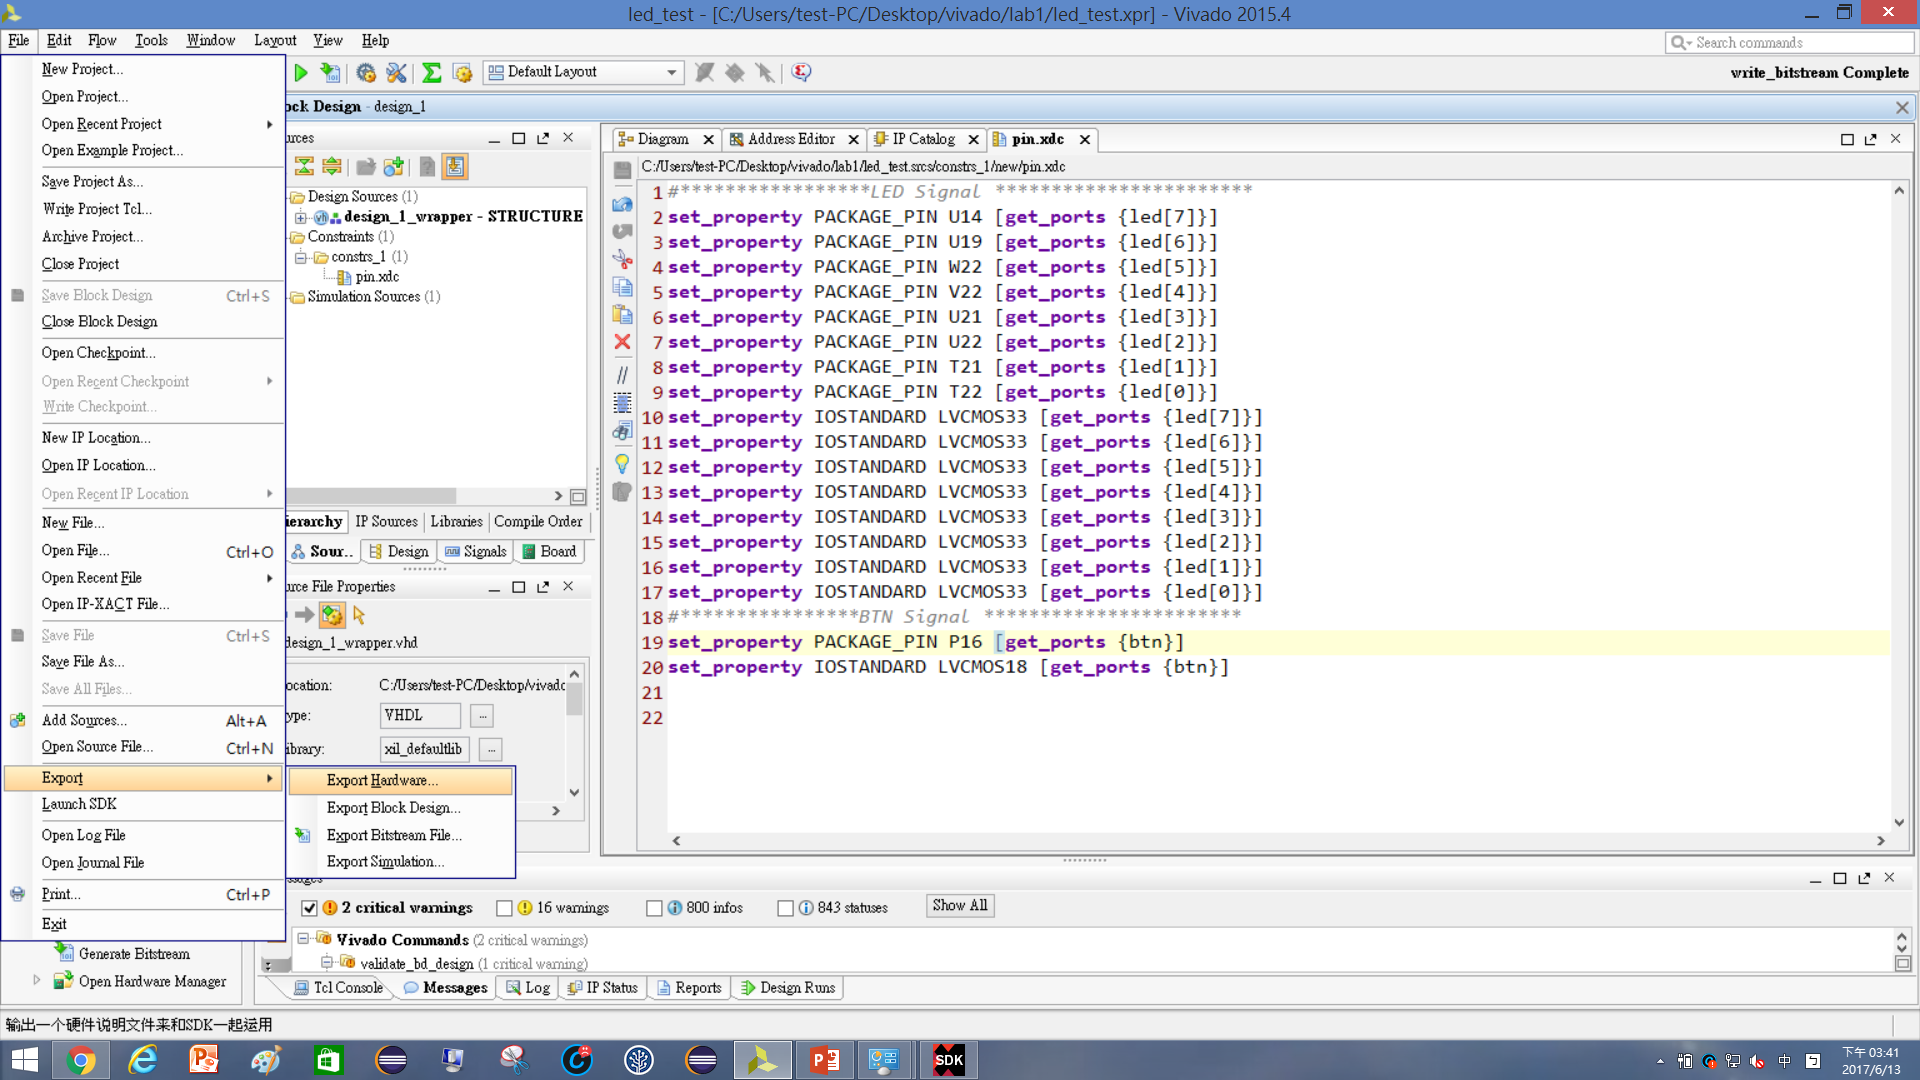 led_test - [C:/Users/test-PC/Desktop/vivado/lab1/led_test.xpr] - Vivado 2015.4
File Edit Flow Tools Window Layout View Help
Search commands
New Project...
Open Project...
Open Recent Project
Open Example Project...
Save Project As...
Write Project Tcl...
Archive Project...
Close Project
Save Block Design Ctrl+S
Close Block Design
Open Checkpoint...
Open Recent Checkpoint
Write Checkpoint...
New IP Location...
Open IP Location...
Open Recent IP Location
New File...
Open File... Ctrl+O
Open Recent File
Open IP-XACT File...
Save File Ctrl+S
Save File As...
Save All Files...
Add Sources... Alt+A
Open Source File... Ctrl+N
Export
Launch SDK
Open Log File
Open Journal File
Print... Ctrl+P
Exit
Export Hardware...
Export Block Design...
Export Bitstream File...
Export Simulation...
Generate Bitstream
Open Hardware Manager
Default Layout
write_bitstream Complete
ock Design - design_1
urces
Design Sources (1)
design_1_wrapper - STRUCTURE
Constraints (1)
constrs_1 (1)
pin.xdc
Simulation Sources (1)
ierarchy IP Sources Libraries Compile Order
Sour.. Design Signals Board
urce File Properties
design_1_wrapper.vhd
ocation: C:/Users/test-PC/Desktop/vivado
ype: VHDL ...
ibrary: xil_defaultlib ...
Diagram Address Editor IP Catalog pin.xdc
C:/Users/test-PC/Desktop/vivado/lab1/led_test.srcs/constrs_1/new/pin.xdc
1 #*****************LED Signal ***********************
2 set_property PACKAGE_PIN U14 [get_ports {led[7]}]
3 set_property PACKAGE_PIN U19 [get_ports {led[6]}]
4 set_property PACKAGE_PIN W22 [get_ports {led[5]}]
5 set_property PACKAGE_PIN V22 [get_ports {led[4]}]
6 set_property PACKAGE_PIN U21 [get_ports {led[3]}]
7 set_property PACKAGE_PIN U22 [get_ports {led[2]}]
8 set_property PACKAGE_PIN T21 [get_ports {led[1]}]
9 set_property PACKAGE_PIN T22 [get_ports {led[0]}]
10 set_property IOSTANDARD LVCMOS33 [get_ports {led[7]}]
11 set_property IOSTANDARD LVCMOS33 [get_ports {led[6]}]
12 set_property IOSTANDARD LVCMOS33 [get_ports {led[5]}]
13 set_property IOSTANDARD LVCMOS33 [get_ports {led[4]}]
14 set_property IOSTANDARD LVCMOS33 [get_ports {led[3]}]
15 set_property IOSTANDARD LVCMOS33 [get_ports {led[2]}]
16 set_property IOSTANDARD LVCMOS33 [get_ports {led[1]}]
17 set_property IOSTANDARD LVCMOS33 [get_ports {led[0]}]
18 #****************BTN Signal ***********************
19 set_property PACKAGE_PIN P16 [get_ports {btn}]
20 set_property IOSTANDARD LVCMOS18 [get_ports {btn}]
21
22
2 critical warnings 16 warnings 800 infos 843 statuses Show All
Vivado Commands (2 critical warnings)
validate_bd_design (1 critical warning)
Tcl Console Messages Log IP Status Reports Design Runs
输出一个硬件说明文件来和SDK一起运用
SDK
中
下午 03:41
2017/6/13